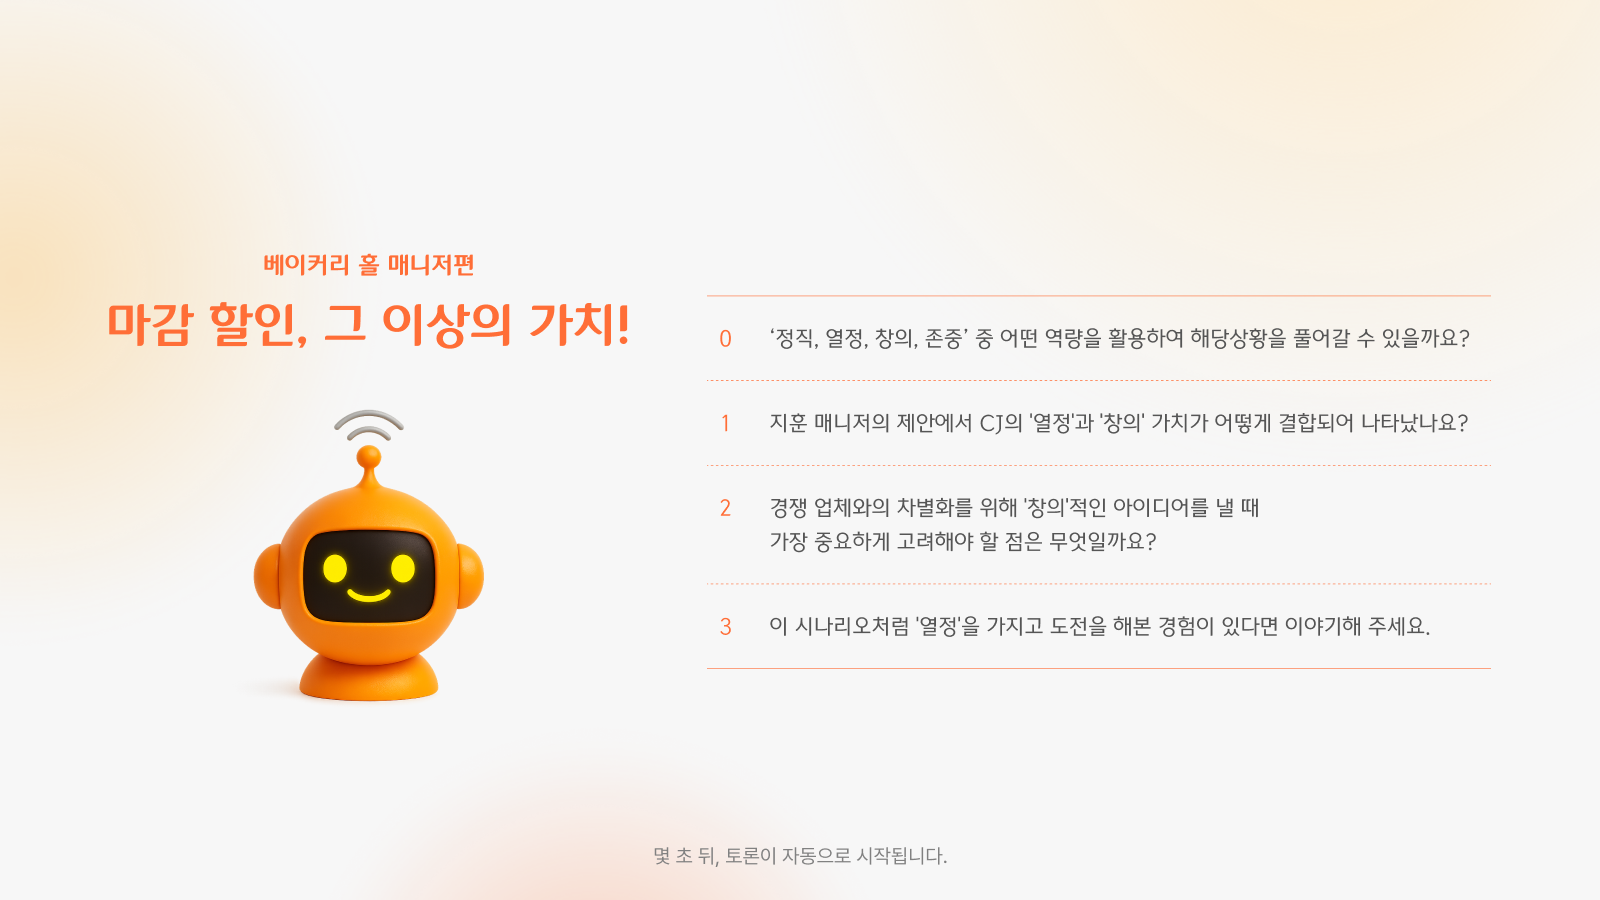 베이커리 홀 매니저편
마감 할인, 그 이상의 가치!
0 ‘정직, 열정, 창의, 존중’ 중 어떤 역량을 활용하여 해당상황을 풀어갈 수 있을까요?
1 지훈 매니저의 제안에서 CJ의 '열정'과 '창의' 가치가 어떻게 결합되어 나타났나요?
2 경쟁 업체와의 차별화를 위해 '창의'적인 아이디어를 낼 때
가장 중요하게 고려해야 할 점은 무엇일까요?
3 이 시나리오처럼 '열정'을 가지고 도전을 해본 경험이 있다면 이야기해 주세요.
몇 초 뒤, 토론이 자동으로 시작됩니다.